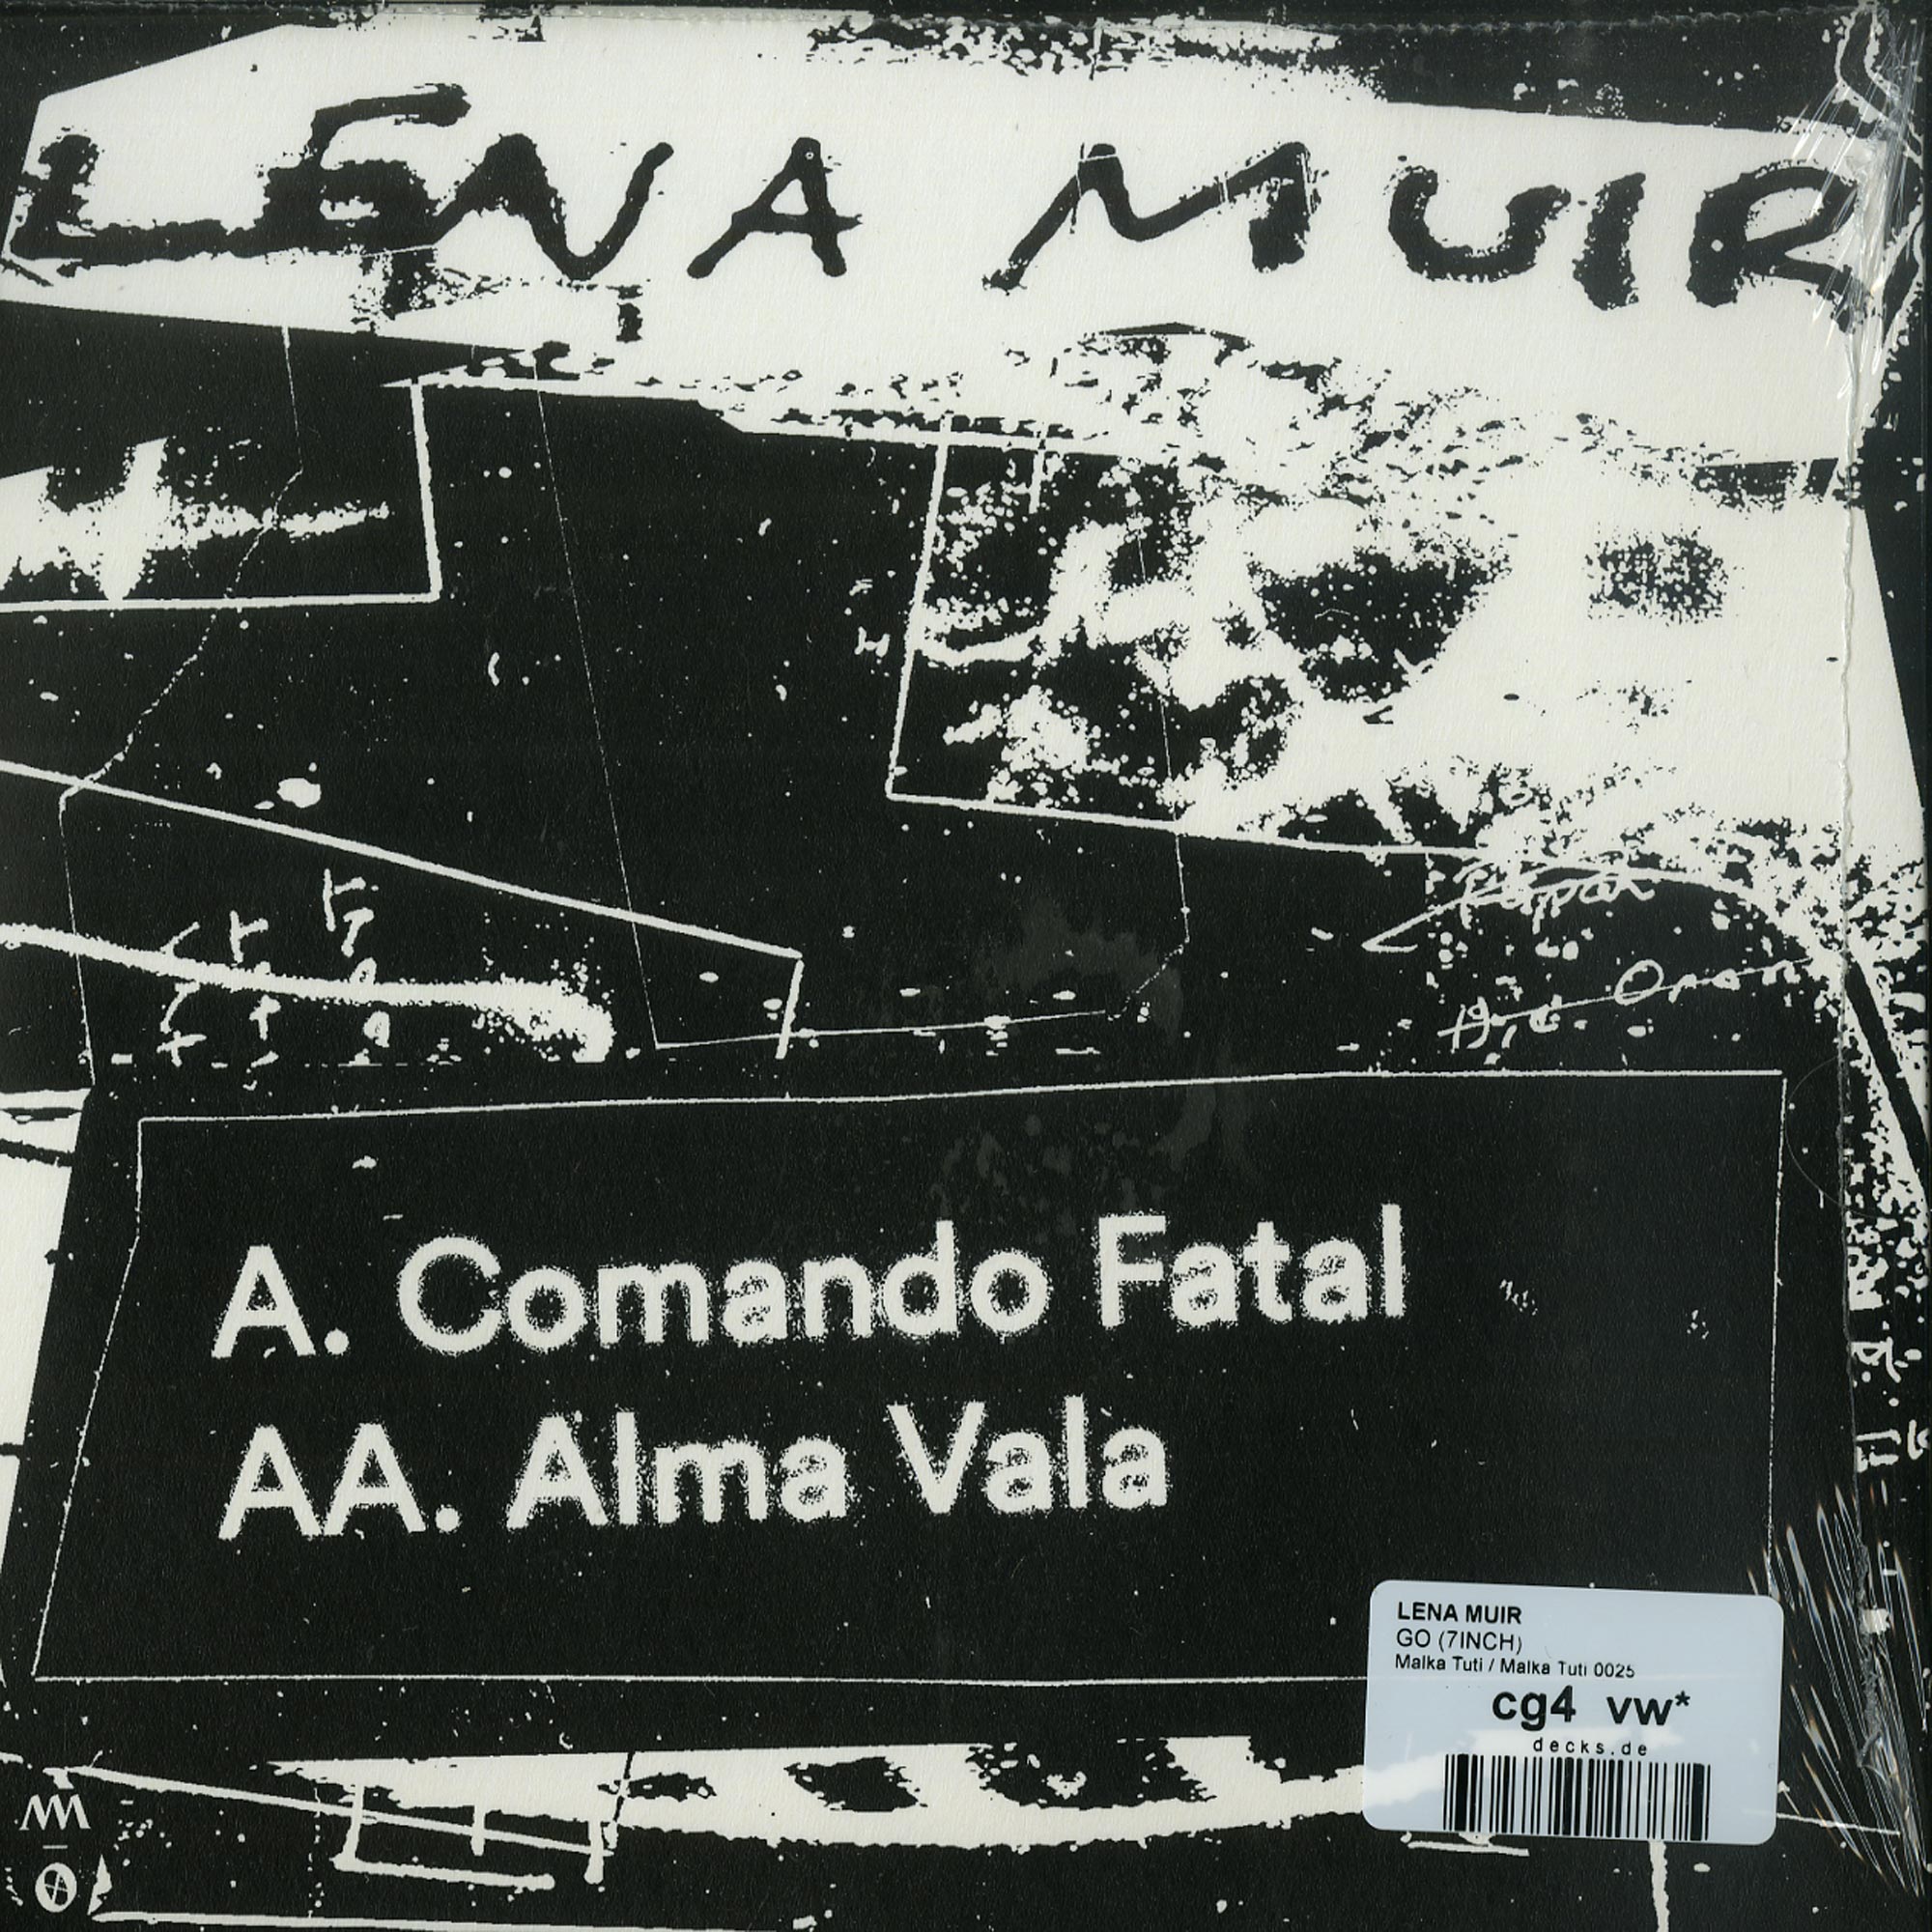 LENA MUIR
A. Comando Fatal
AA. Alma Vala
LENA MUIR
GO (7INCH)
Malka Tuti / Malka Tuti 0025
cg4 vw*
decks.de